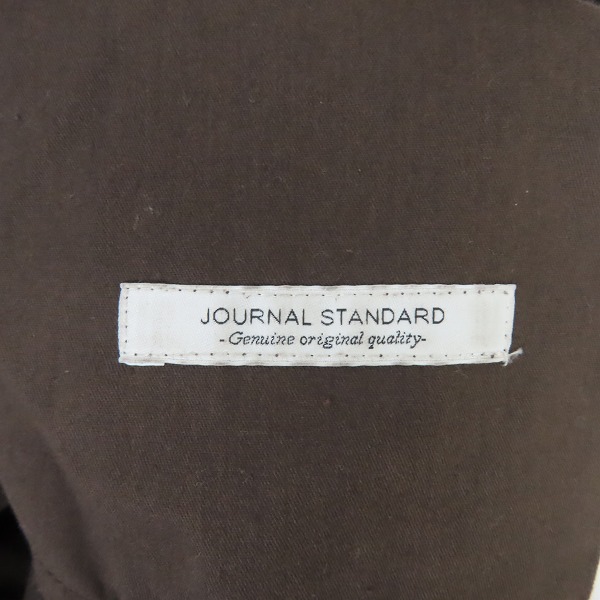 JOURNAL STANDARD
-Genuine original quality-